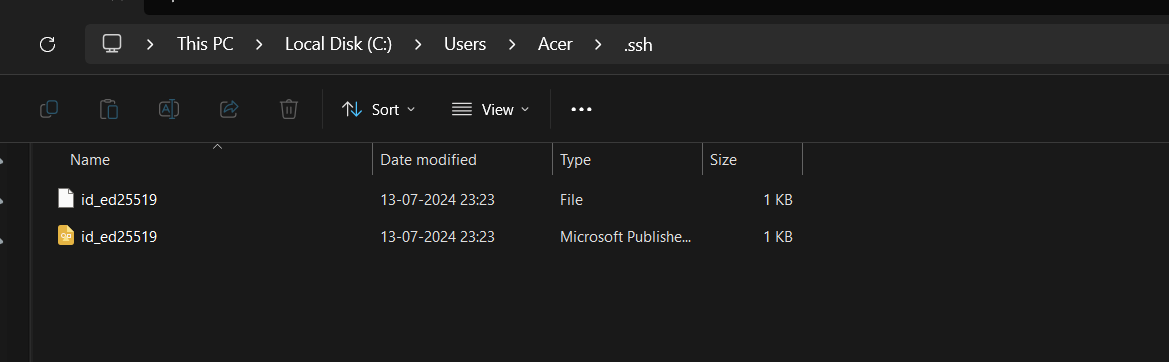 This PC > Local Disk (C:) > Users > Acer > .ssh
Sort View
Name Date modified Type Size
id_ed25519 13-07-2024 23:23 File 1 KB
id_ed25519 13-07-2024 23:23 Microsoft Publishe... 1 KB